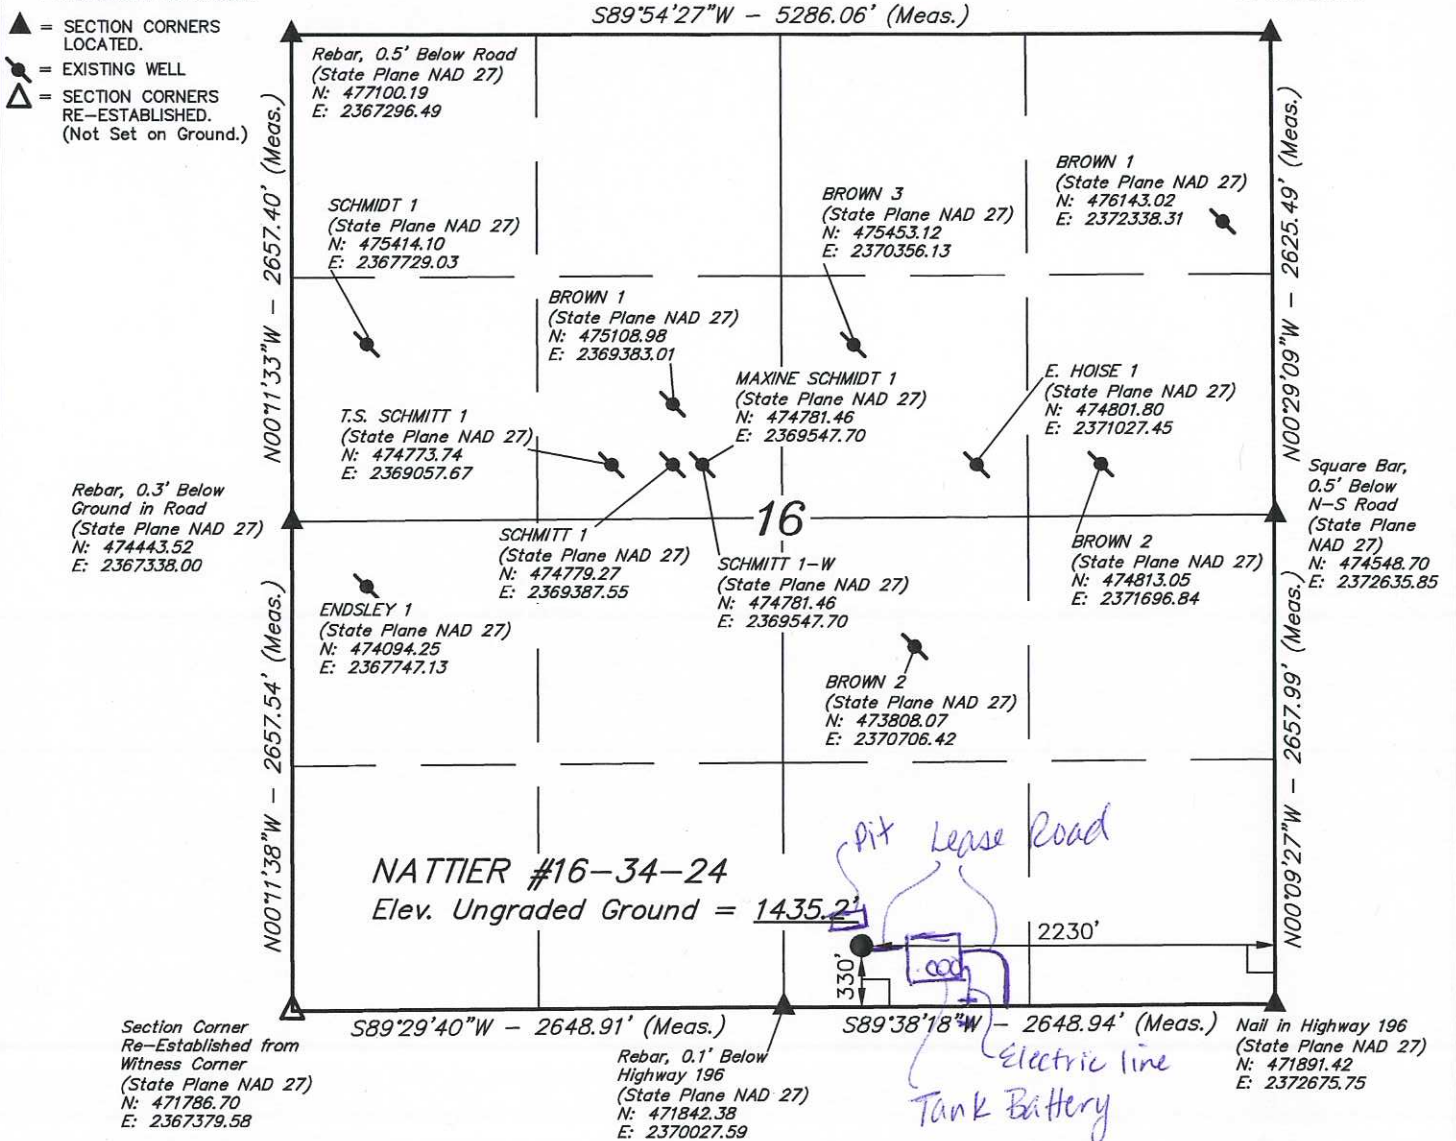 S89°54'27"W - 5286.06' (Meas.)
= SECTION CORNERS
LOCATED.
= EXISTING WELL
= SECTION CORNERS
RE-ESTABLISHED.
(Not Set on Ground.)
Rebar, 0.5' Below Road
(State Plane NAD 27)
N: 477100.19
E: 2367296.49
N00°11'33"W - 2657.40' (Meas.)
N00°29'09"W - 2625.49' (Meas.)
BROWN 1
(State Plane NAD 27)
N: 476143.02
E: 2372338.31
BROWN 3
(State Plane NAD 27)
N: 475453.12
E: 2370356.13
SCHMIDT 1
(State Plane NAD 27)
N: 475414.10
E: 2367729.03
BROWN 1
(State Plane NAD 27)
N: 475108.98
E: 2369383.01
MAXINE SCHMIDT 1
(State Plane NAD 27)
N: 474781.46
E: 2369547.70
E. HOISE 1
(State Plane NAD 27)
N: 474801.80
E: 2371027.45
T.S. SCHMITT 1
(State Plane NAD 27)
N: 474773.74
E: 2369057.67
Rebar, 0.3' Below
Ground in Road
(State Plane NAD 27)
N: 474443.52
E: 2367338.00
Square Bar,
0.5' Below
N-S Road
(State Plane
NAD 27)
N: 474548.70
E: 2372635.85
16
SCHMITT 1
(State Plane NAD 27)
N: 474779.27
E: 2369387.55
SCHMITT 1-W
(State Plane NAD 27)
N: 474781.46
E: 2369547.70
BROWN 2
(State Plane NAD 27)
N: 474813.05
E: 2371696.84
ENDSLEY 1
(State Plane NAD 27)
N: 474094.25
E: 2367747.13
BROWN 2
(State Plane NAD 27)
N: 473808.07
E: 2370706.42
N00°11'38"W - 2657.54' (Meas.)
N00°09'27"W - 2657.99' (Meas.)
Pit Lease Road
NATTIER #16-34-24
Elev. Ungraded Ground = 1435.2'
2230'
330'
S89°29'40"W - 2648.91' (Meas.)
S89°38'18"W - 2648.94' (Meas.)
Section Corner
Re-Established from
Witness Corner
(State Plane NAD 27)
N: 471786.70
E: 2367379.58
Rebar, 0.1' Below
Highway 196
(State Plane NAD 27)
N: 471842.38
E: 2370027.59
Electric line
Tank Battery
Nail in Highway 196
(State Plane NAD 27)
N: 471891.42
E: 2372675.75